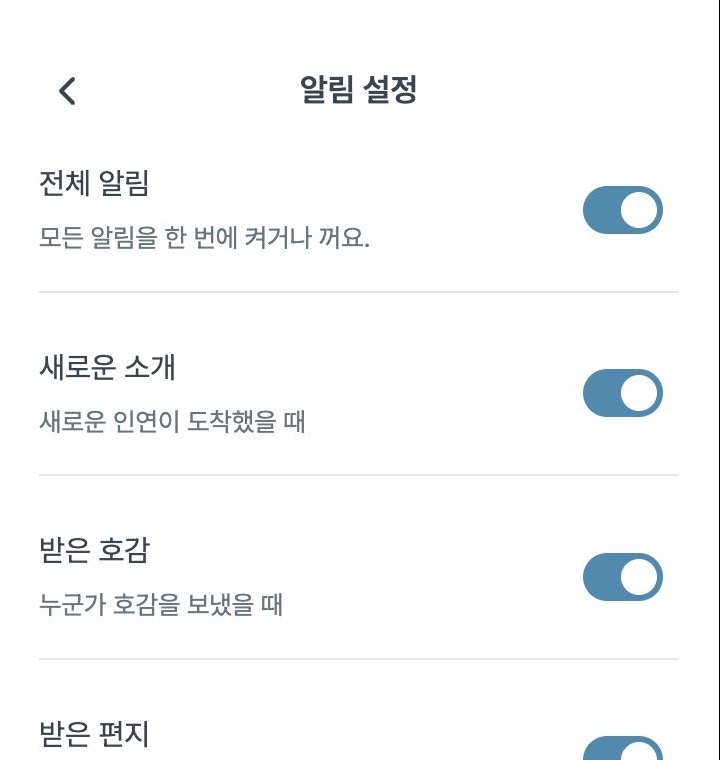 알림 설정
전체 알림
모든 알림을 한 번에 켜거나 꺼요.
새로운 소개
새로운 인연이 도착했을 때
받은 호감
누군가 호감을 보냈을 때
받은 편지